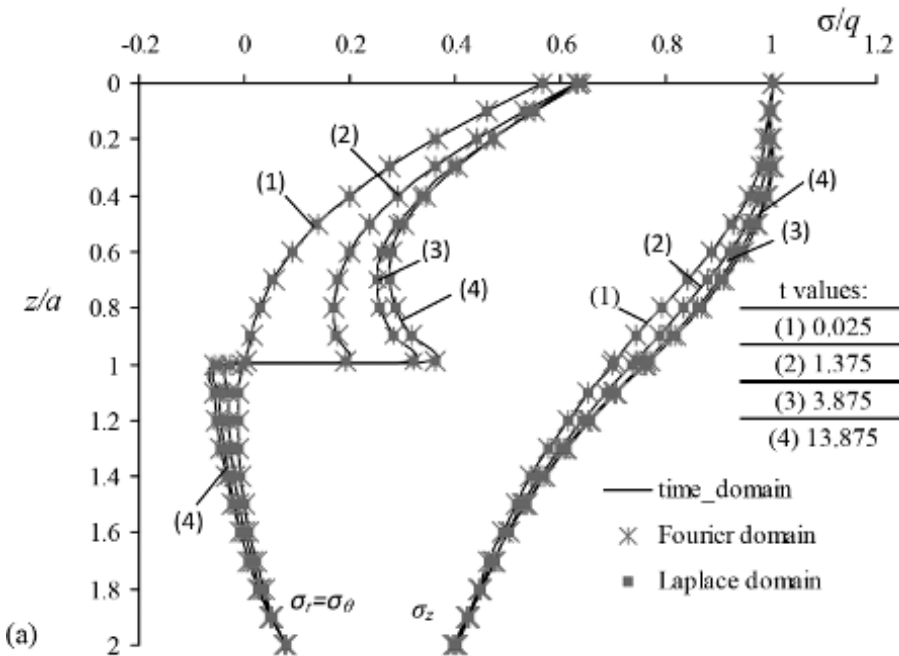 σ/q
-0.2 0 0.2 0.4 0.6 0.8 1 1.2
0
0.2
0.4
0.6
0.8
1
1.2
1.4
1.6
1.8
2
z/a
(1)
(2)
(3)
(4)
(4)
(3)
(2)
(1)
t values:
(1) 0.025
(2) 1.375
(3) 3.875
(4) 13.875
(4)
time_domain
Fourier domain
Laplace domain
σr=σθ
σz
(a)